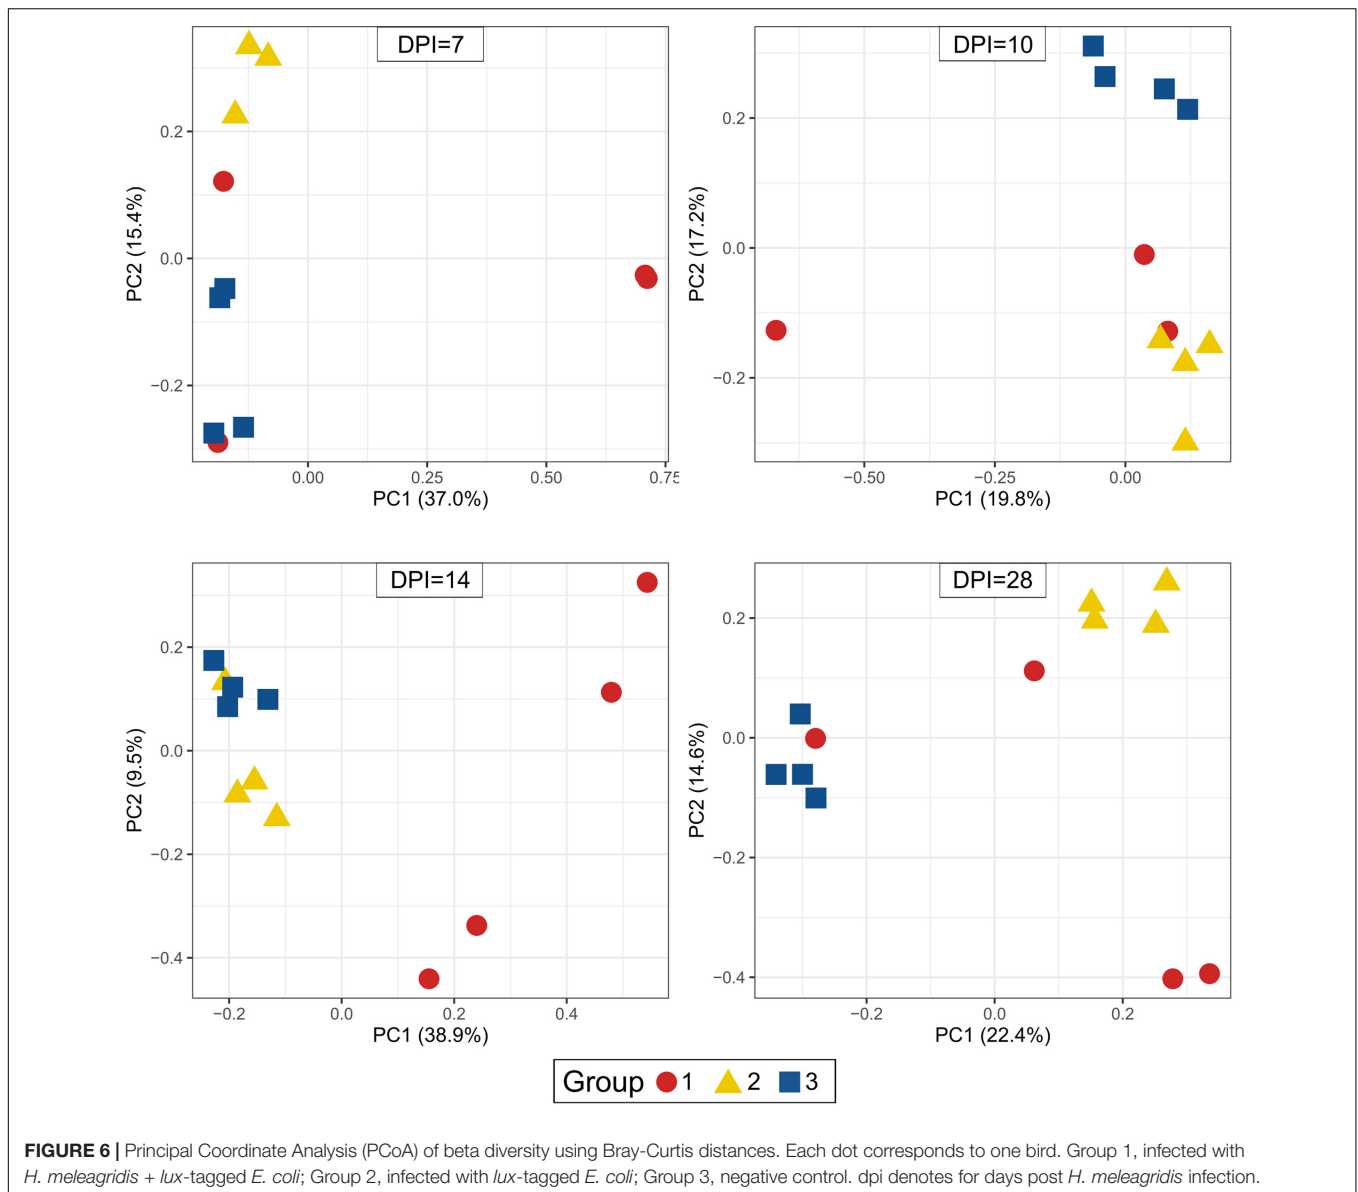 DPI=7
0.2
0.0
−0.2
PC2 (15.4%)
0.00 0.25 0.50 0.75
PC1 (37.0%)
DPI=10
0.2
0.0
−0.2
PC2 (17.2%)
−0.50 −0.25 0.00
PC1 (19.8%)
DPI=14
0.2
0.0
−0.2
−0.4
PC2 (9.5%)
−0.2 0.0 0.2 0.4
PC1 (38.9%)
DPI=28
0.2
0.0
−0.2
−0.4
PC2 (14.6%)
−0.2 0.0 0.2
PC1 (22.4%)
Group 1 2 3
FIGURE 6 | Principal Coordinate Analysis (PCoA) of beta diversity using Bray-Curtis distances. Each dot corresponds to one bird. Group 1, infected with
H. meleagridis + lux-tagged E. coli; Group 2, infected with lux-tagged E. coli; Group 3, negative control. dpi denotes for days post H. meleagridis infection.